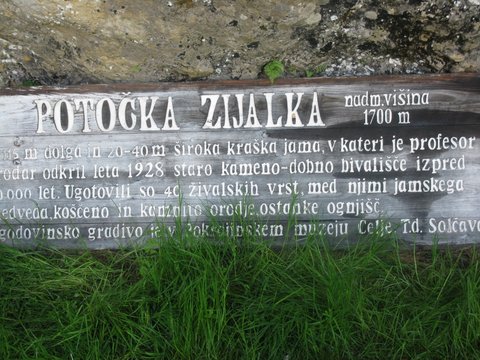 POTOČKA ZIJALKA nadm.višina
1700 m
m dolga in 20-40 m široka kraška jama, v kateri je profesor
odar odkril leta 1928 staro kameno-dobno bivališče izpred
0.000 let. Ugotovili so 40 živalskih vrst, med njimi jamskega
edveda, koščeno in kamnito orodje, ostanke ognjišč
godovinsko gradivo je v Pokrajinskem muzeju Celje. Td. Solčava